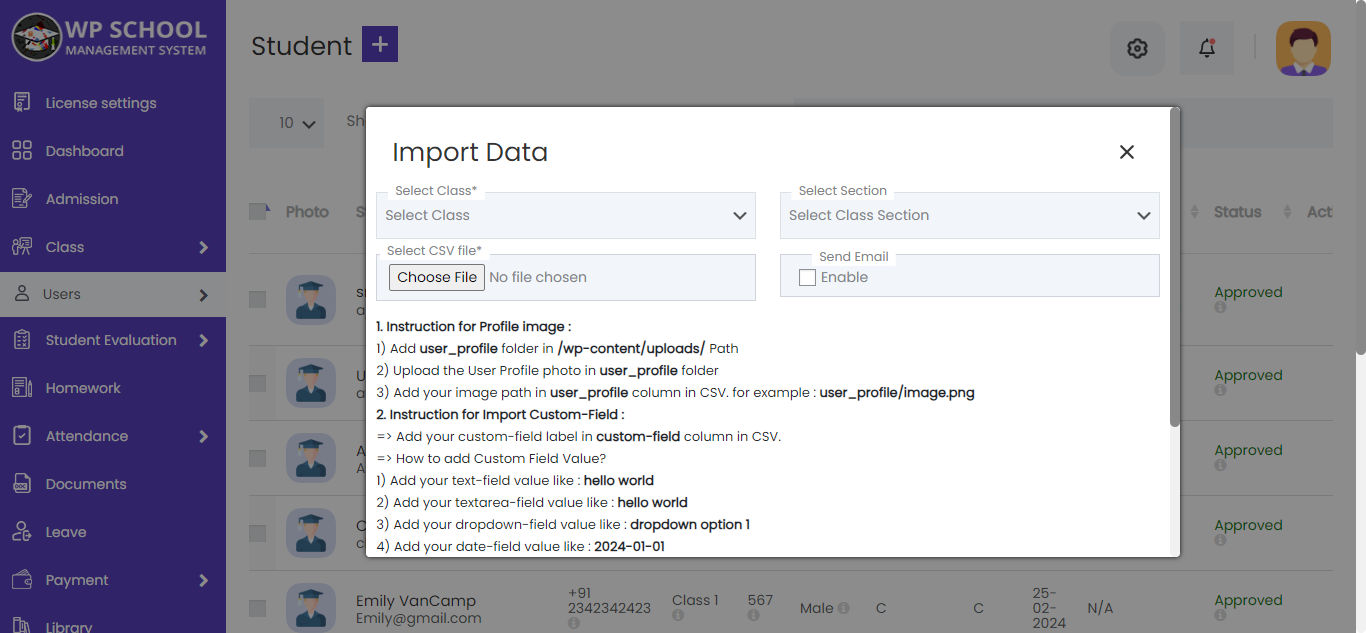 WP SCHOOL
MANAGEMENT SYSTEM
License settings
Dashboard
Admission
Class
Users
Student Evaluation
Homework
Attendance
Documents
Leave
Payment
Library
Student +
10
Sh
Photo
S
Status
Acti
Import Data
Select Class*
Select Class
Select Section
Select Class Section
Select CSV file*
Choose File No file chosen
Send Email
Enable
1. Instruction for Profile image :
1) Add user_profile folder in /wp-content/uploads/ Path
2) Upload the User Profile photo in user_profile folder
3) Add your image path in user_profile column in CSV. for example : user_profile/image.png
2. Instruction for Import Custom-Field :
=> Add your custom-field label in custom-field column in CSV.
=> How to add Custom Field Value?
1) Add your text-field value like : hello world
2) Add your textarea-field value like : hello world
3) Add your dropdown-field value like : dropdown option 1
4) Add your date-field value like : 2024-01-01
Approved
Approved
Approved
Approved
Emily VanCamp
Email@gmail.com
+91
2342342423
Class 1
567
Male
C
C
25-
02-
2024
N/A
Approved